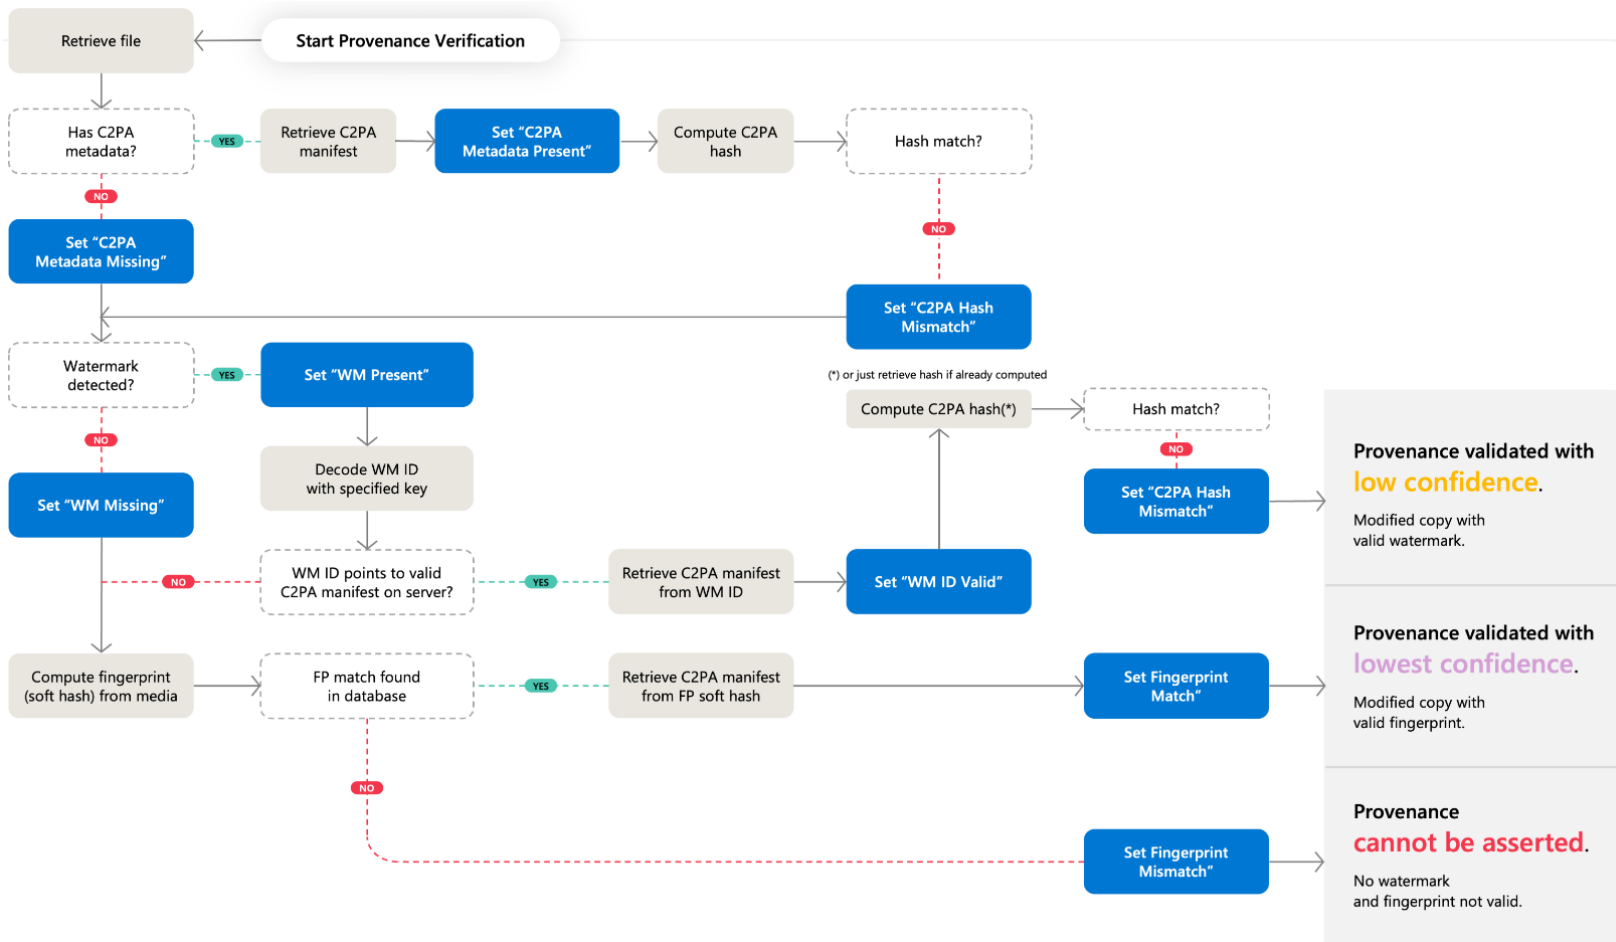 Retrieve file
Start Provenance Verification
Has C2PA
metadata?
YES
Retrieve C2PA
manifest
Set “C2PA
Metadata Present”
Compute C2PA
hash
Hash match?
NO
NO
Set “C2PA
Metadata Missing”
Set “C2PA Hash
Mismatch”
Watermark
detected?
YES
Set “WM Present”
(*) or just retrieve hash if already computed
Compute C2PA hash(*)
Hash match?
NO
NO
Decode WM ID
with specified key
Set “WM Missing”
Set “C2PA Hash
Mismatch”
Provenance validated with
low confidence.
Modified copy with
valid watermark.
NO
WM ID points to valid
C2PA manifest on server?
YES
Retrieve C2PA manifest
from WM ID
Set “WM ID Valid”
Compute fingerprint
(soft hash) from media
FP match found
in database
YES
Retrieve C2PA manifest
from FP soft hash
Set Fingerprint
Match”
Provenance validated with
lowest confidence.
Modified copy with
valid fingerprint.
NO
Set Fingerprint
Mismatch”
Provenance
cannot be asserted.
No watermark
and fingerprint not valid.